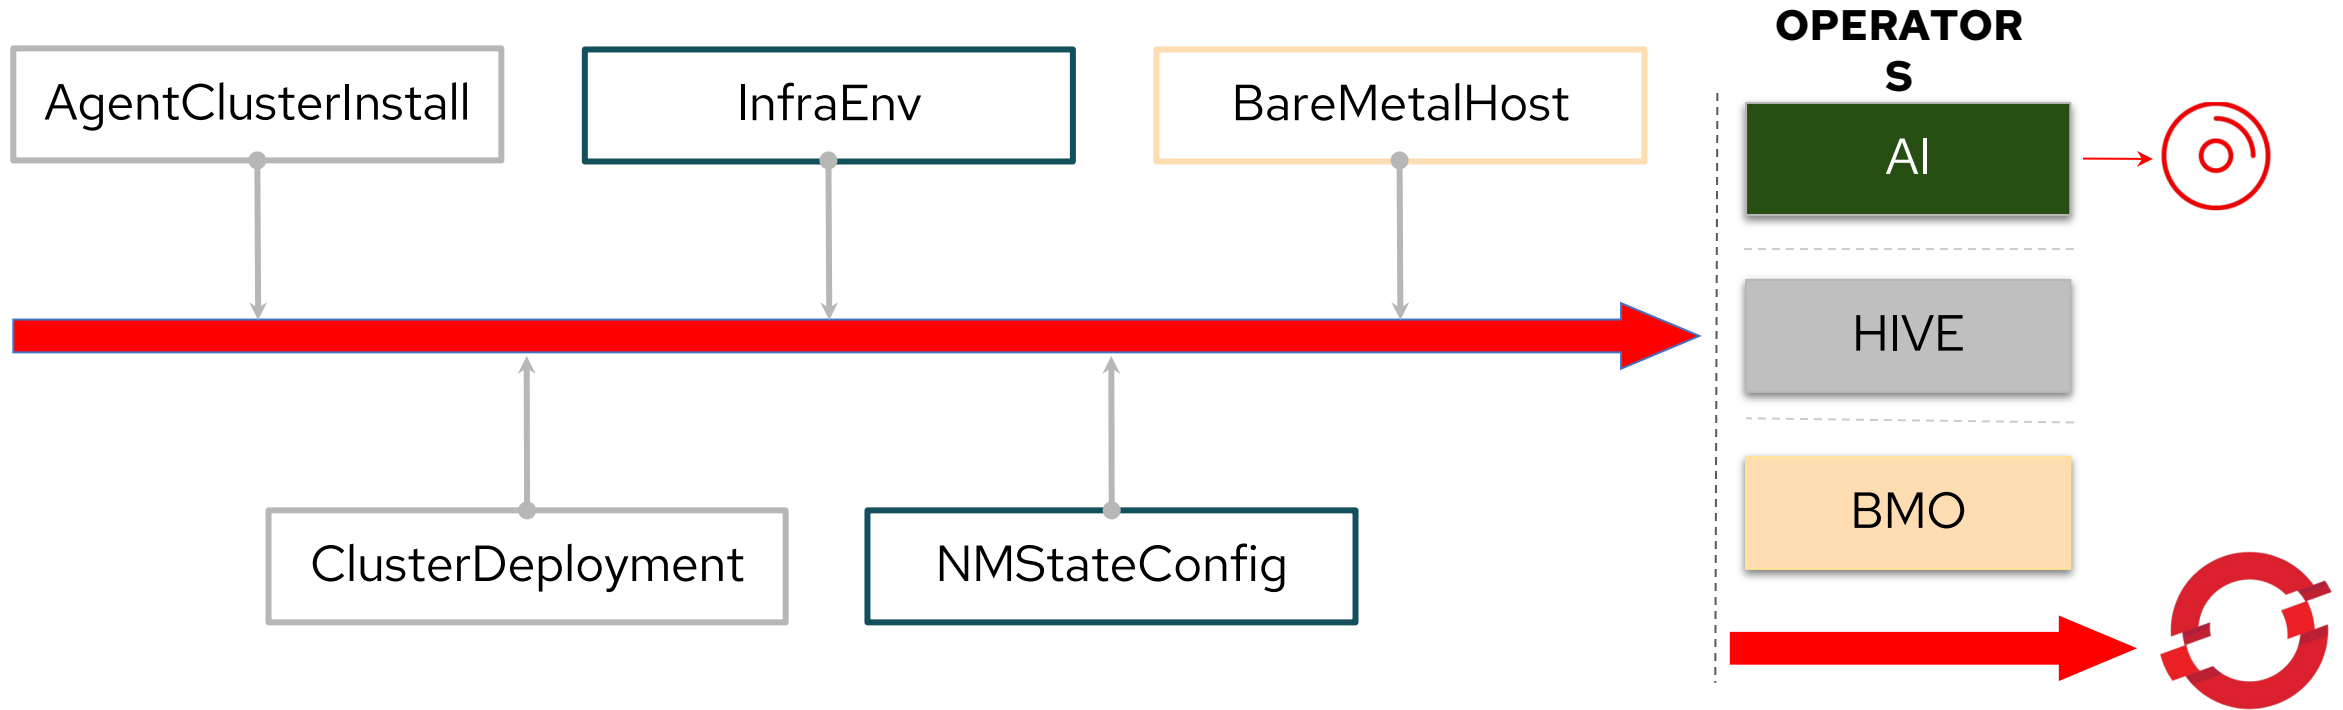 OPERATOR
S
AgentClusterInstall
InfraEnv
BareMetalHost
AI
HIVE
BMO
ClusterDeployment
NMStateConfig